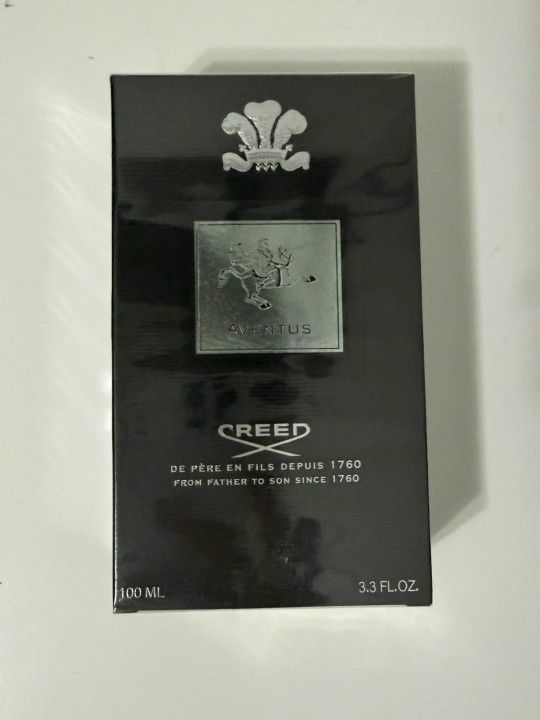 AVENTUS
CREED
DE PÈRE EN FILS DEPUIS 1760
FROM FATHER TO SON SINCE 1760
100 ML
3.3 FL.OZ.